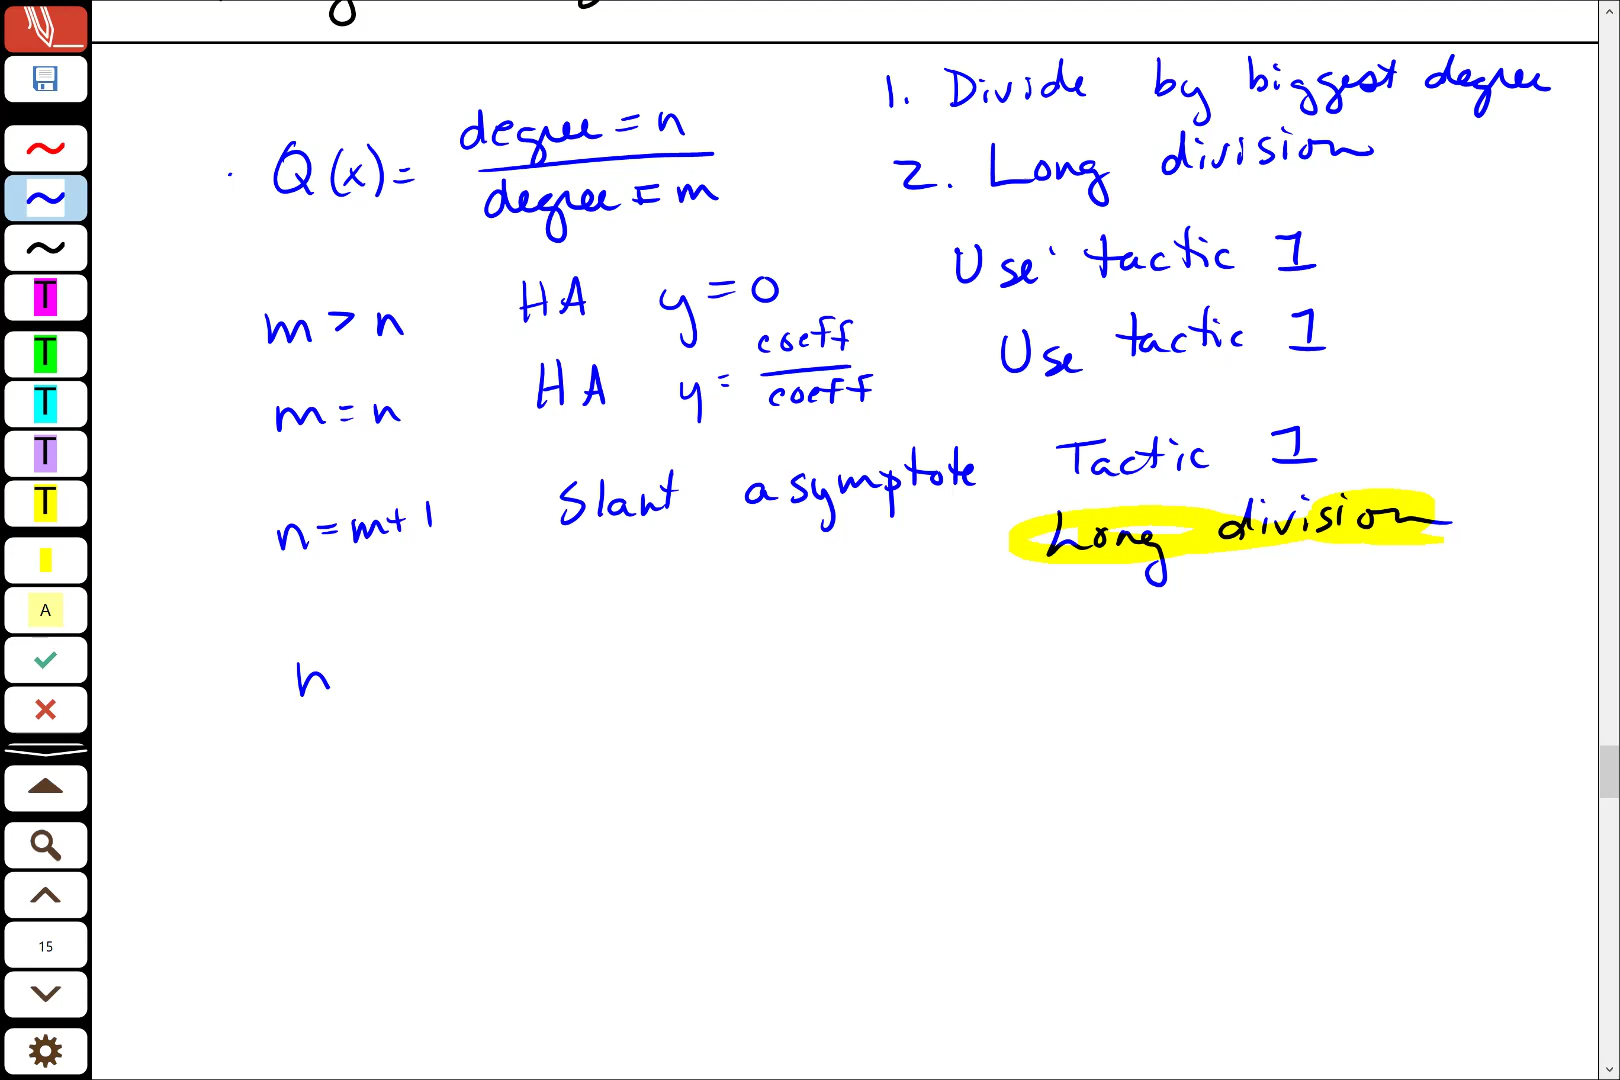 1. Divide by biggest degree
Q(x) = degree = n / degree = m
2. Long division
m > n HA y = 0 Use tactic 1
m = n HA y = coeff / coeff Use tactic 1
n = m + 1 Slant asymptote Tactic 1
Long division
n
T
T
T
T
T
A
15